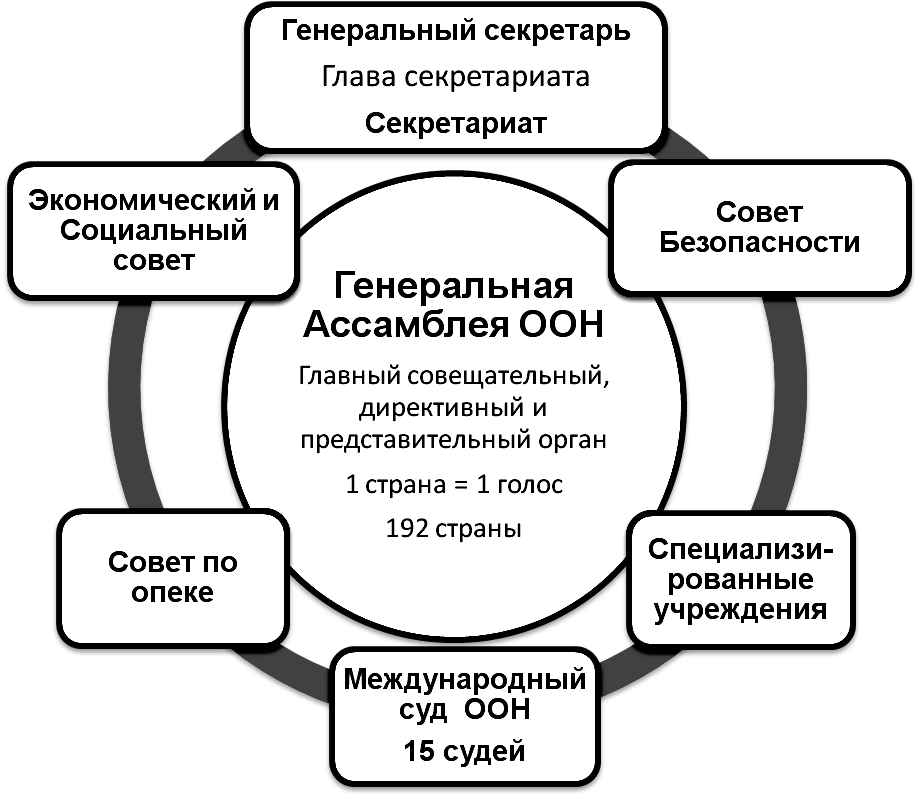 Генеральный секретарь
Глава секретариата
Секретариат
Экономический и
Социальный
совет
Совет
Безопасности
Генеральная
Ассамблея ООН
Главный совещательный,
директивный и
представительный орган
1 страна = 1 голос
192 страны
Совет по
опеке
Специализи-
рованные
учреждения
Международный
суд ООН
15 судей